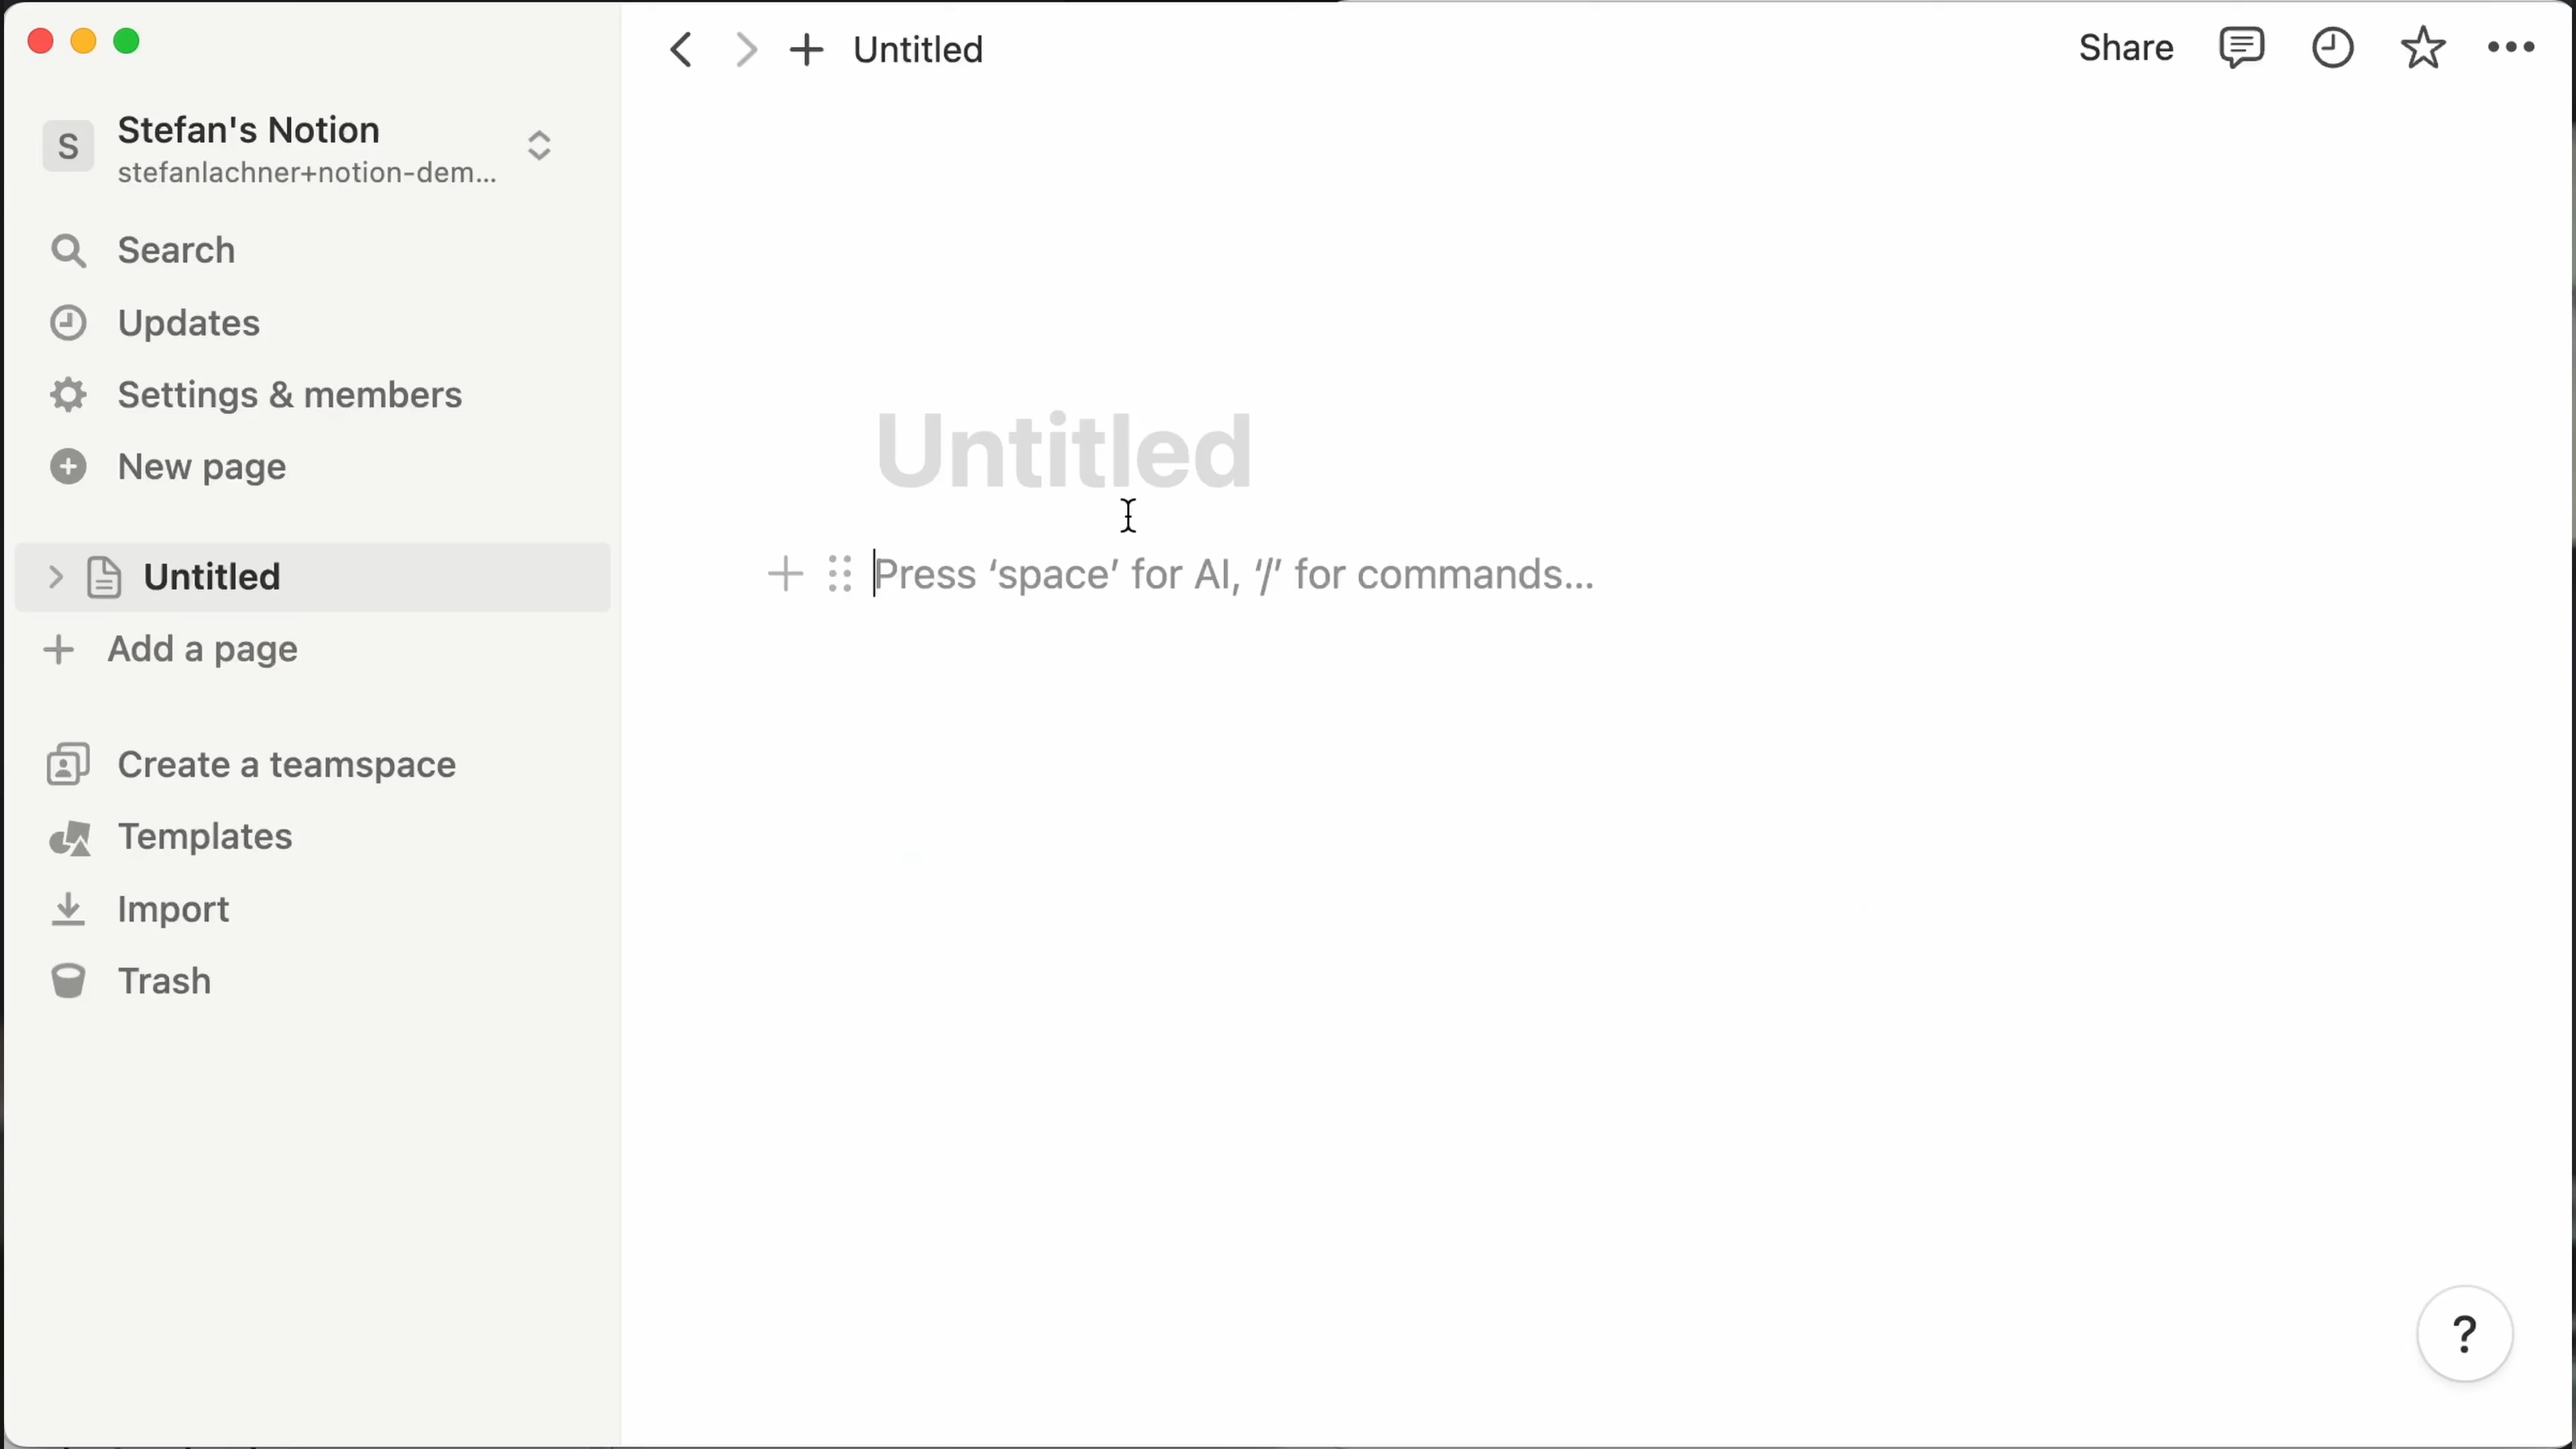 Untitled
Share
S
Stefan's Notion
stefanlachner+notion-dem...
Search
Updates
Settings & members
New page
Untitled
Add a page
Create a teamspace
Templates
Import
Trash
Untitled
Press ‘space’ for AI, ‘/’ for commands...
?